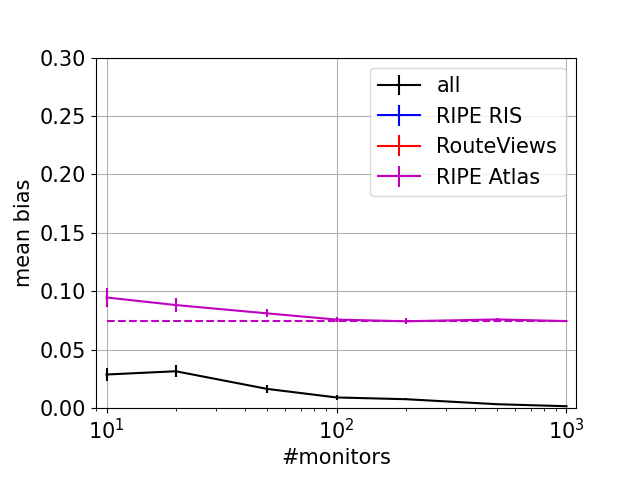 0.30
0.25
0.20
0.15
0.10
0.05
0.00
mean bias
all
RIPE RIS
RouteViews
RIPE Atlas
10¹ 10² 10³
#monitors